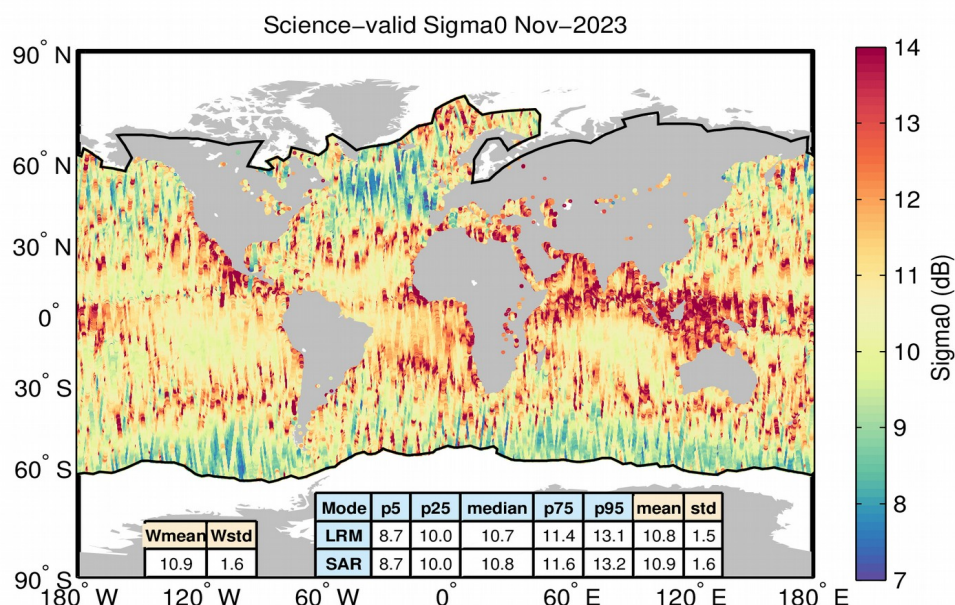 Science−valid Sigma0 Nov−2023
90° N
60° N
30° N
0°
30° S
60° S
90° S
180° W
120° W
60° W
0°
60° E
120° E
180° E
14
13
12
11
10
9
8
7
Sigma0 (dB)
Wmean Wstd
10.9 1.6
Mode p5 p25 median p75 p95 mean std
LRM 8.7 10.0 10.7 11.4 13.1 10.8 1.5
SAR 8.7 10.0 10.8 11.6 13.2 10.9 1.6